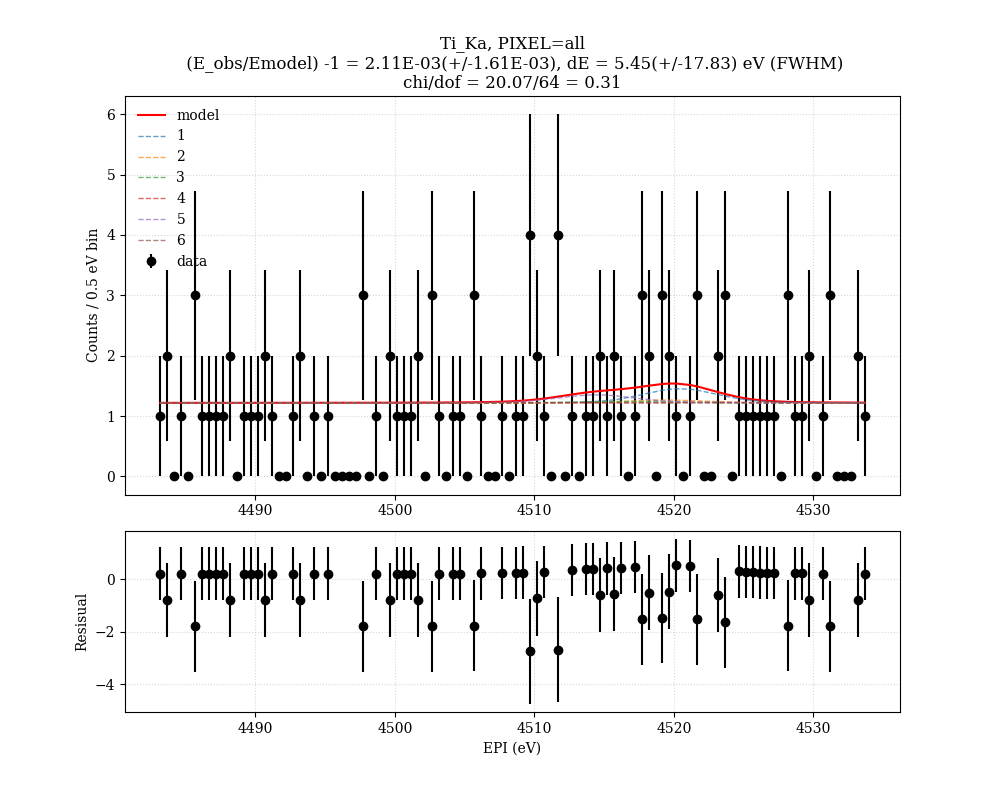 Ti_Ka, PIXEL=all
(E_obs/Emodel) -1 = 2.11E-03(+/-1.61E-03), dE = 5.45(+/-17.83) eV (FWHM)
chi/dof = 20.07/64 = 0.31
model
1
2
3
4
5
6
data
Counts / 0.5 eV bin
6
5
4
3
2
1
0
4490 4500 4510 4520 4530
Resisual
0
−2
−4
4490 4500 4510 4520 4530
EPI (eV)